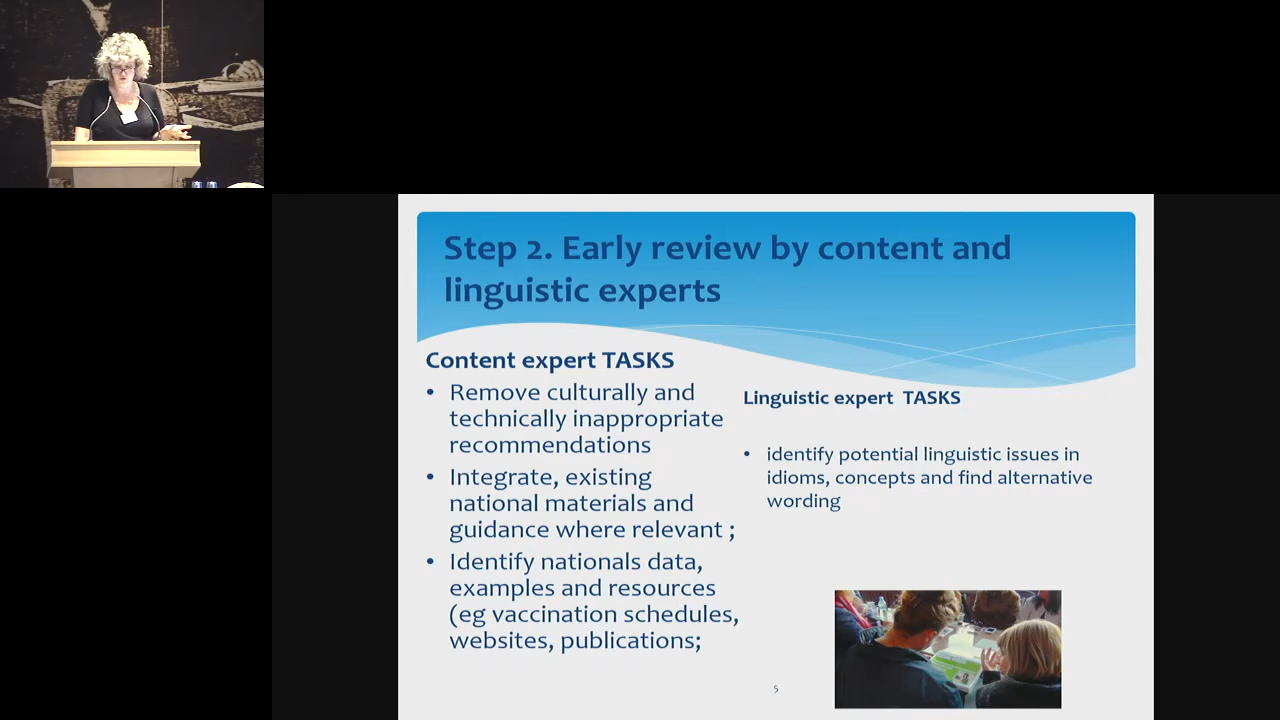 Step 2. Early review by content and
linguistic experts
Content expert TASKS
• Remove culturally and
technically inappropriate
recommendations
• Integrate, existing
national materials and
guidance where relevant ;
• Identify nationals data,
examples and resources
(eg vaccination schedules,
websites, publications;
Linguistic expert  TASKS
• identify potential linguistic issues in
idioms, concepts and find alternative
wording
5